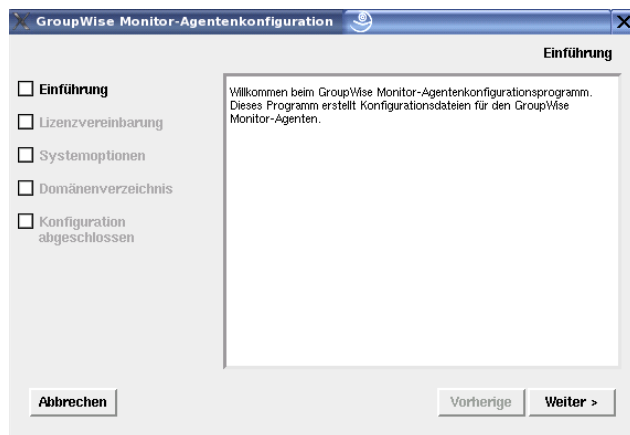 GroupWise Monitor-Agentenkonfiguration
Einführung
Einführung
Lizenzvereinbarung
Systemoptionen
Domänenverzeichnis
Konfiguration
abgeschlossen
Willkommen beim GroupWise Monitor-Agentenkonfigurationsprogramm.
Dieses Programm erstellt Konfigurationsdateien für den GroupWise
Monitor-Agenten.
Abbrechen
Vorherige
Weiter >